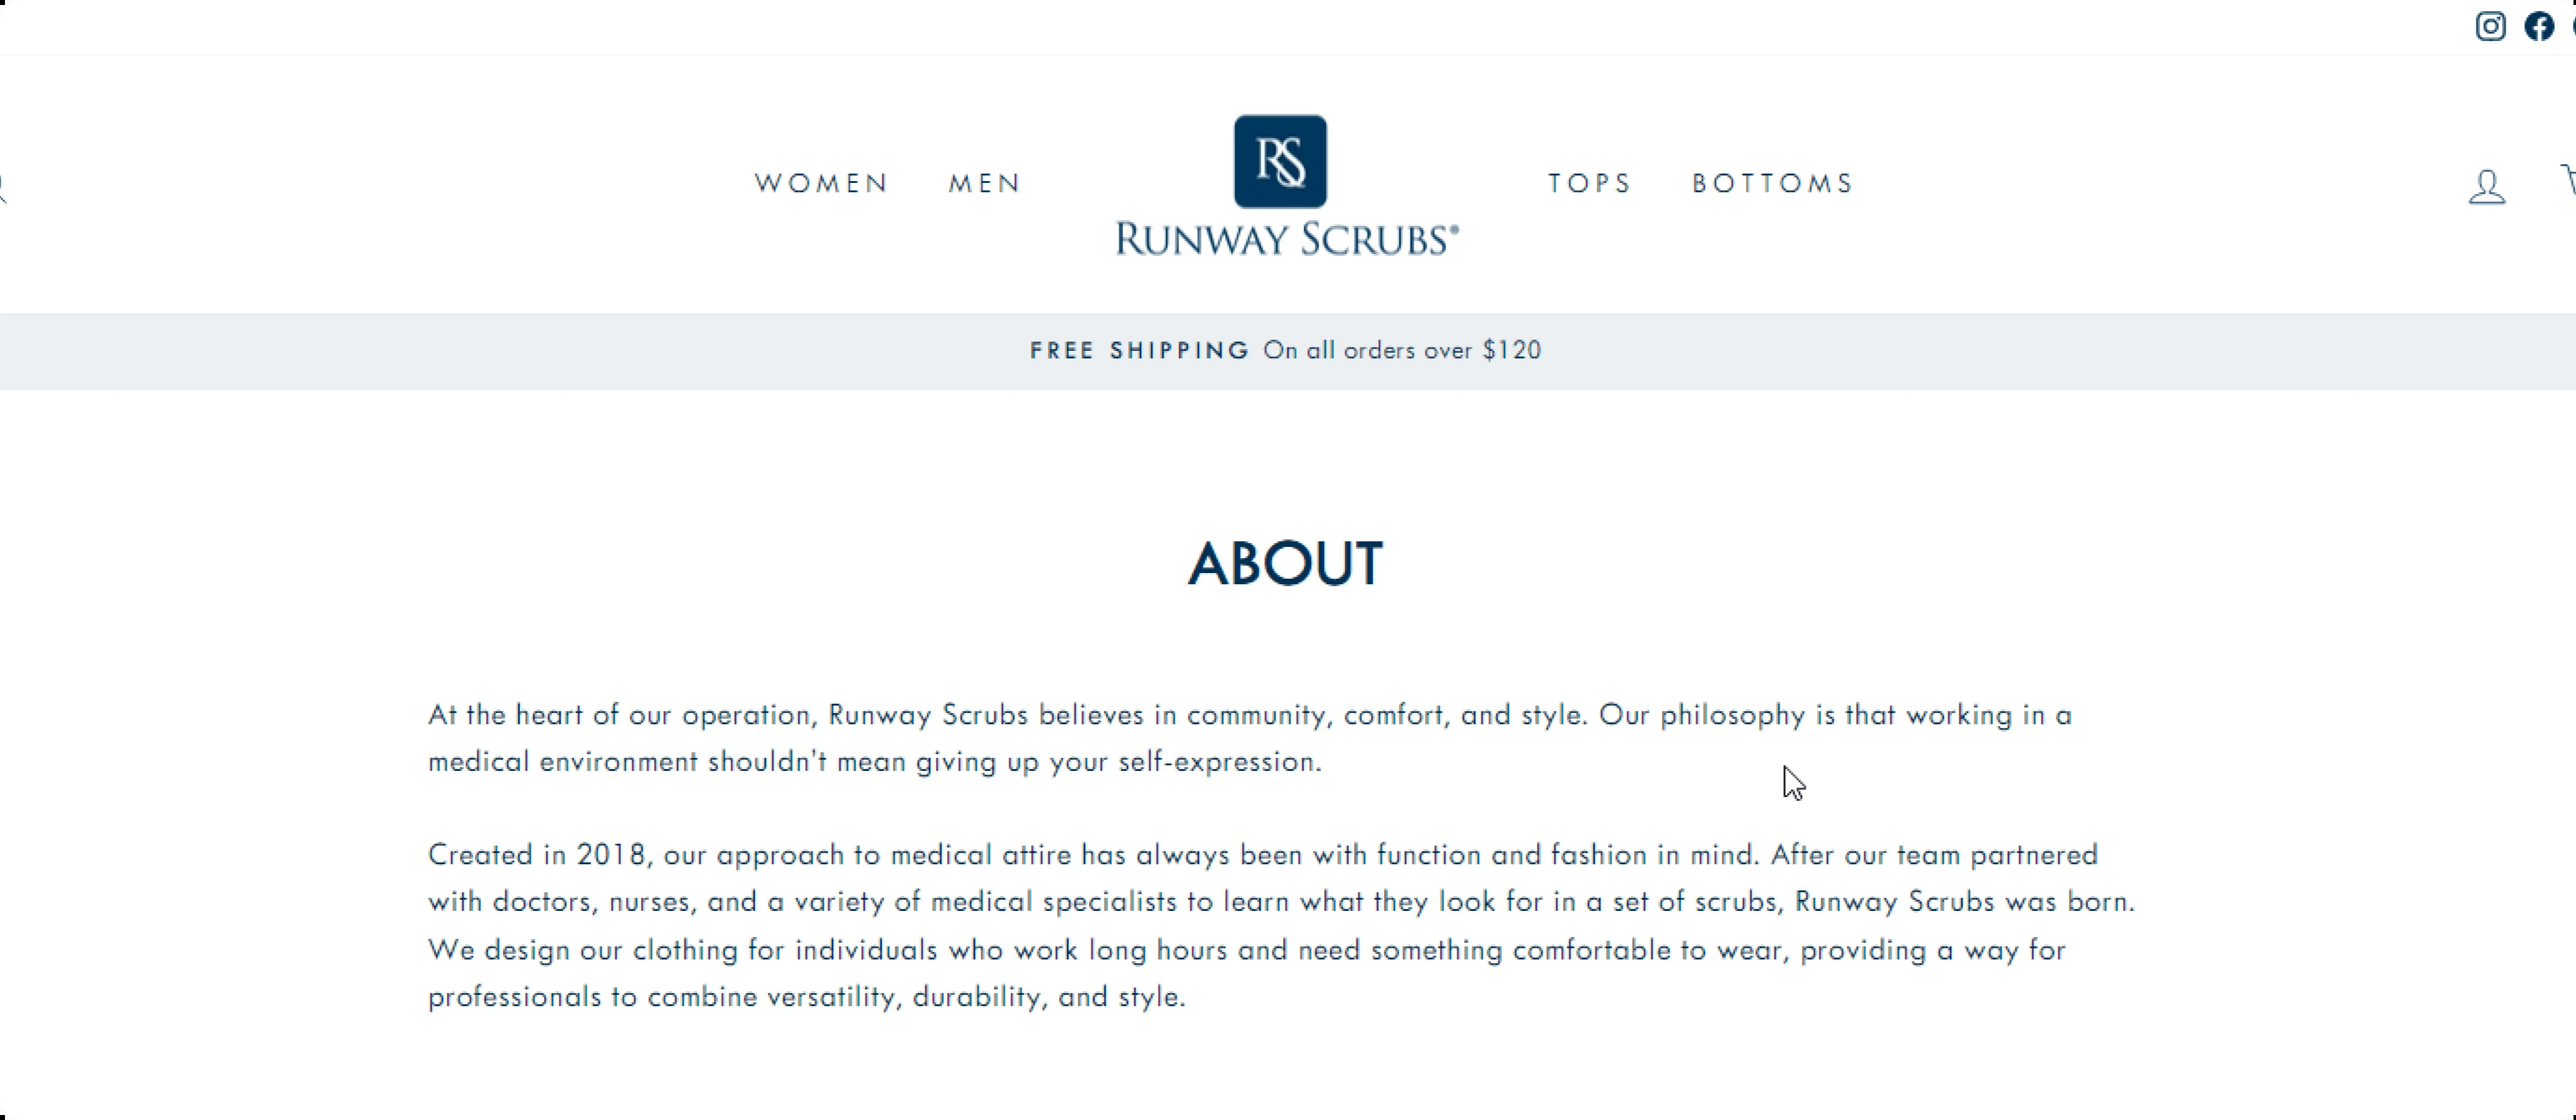 WOMEN MEN TOPS BOTTOMS
RS
RUNWAY SCRUBS®
FREE SHIPPING On all orders over $120
ABOUT
At the heart of our operation, Runway Scrubs believes in community, comfort, and style. Our philosophy is that working in a
medical environment shouldn't mean giving up your self-expression.
Created in 2018, our approach to medical attire has always been with function and fashion in mind. After our team partnered
with doctors, nurses, and a variety of medical specialists to learn what they look for in a set of scrubs, Runway Scrubs was born.
We design our clothing for individuals who work long hours and need something comfortable to wear, providing a way for
professionals to combine versatility, durability, and style.